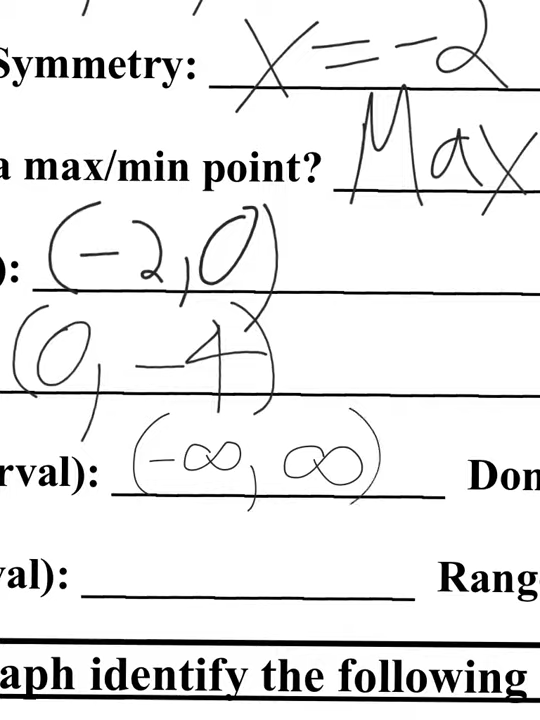 Symmetry: x = -2
a max/min point? Max
): (-2, 0)
(0, -4)
rval): (-∞, ∞) Dom
val): Rang
aph identify the following